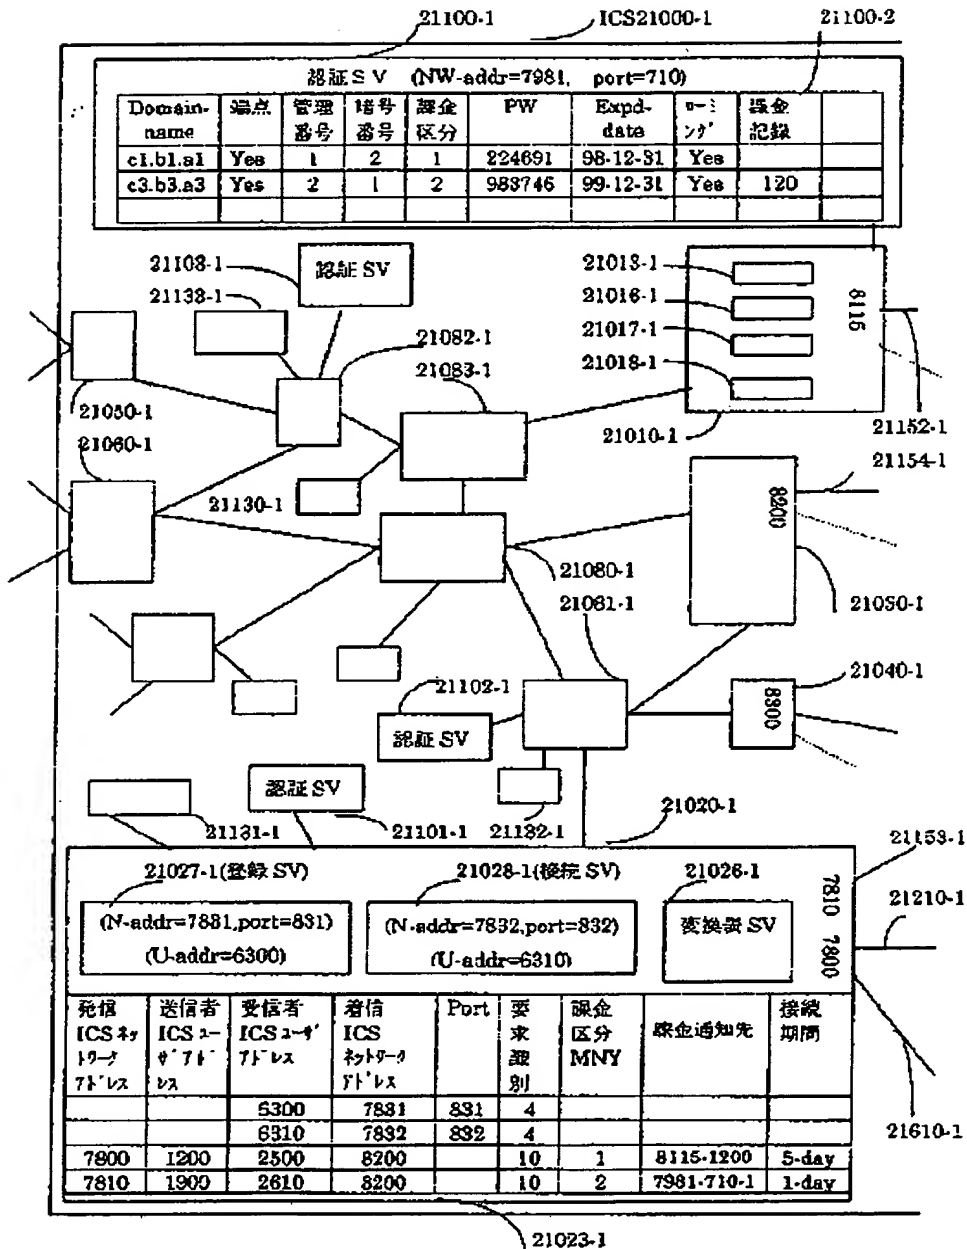 21100-1
ICS21000-1
21100-2
認証SV (NW-addr=7981, port=710)
Domain-name 端点 管理番号 暗号番号 課金区分 PW Expd-date ローミング 課金記録
c1.b1.a1 Yes 1 2 1 224691 98-12-31 Yes
c3.b3.a3 Yes 2 1 2 983746 99-12-31 Yes 120
21103-1
認証SV
21133-1
21013-1
21016-1
21017-1
21018-1
8115
21082-1
21083-1
21010-1
21152-1
21060-1
21154-1
21130-1
8200
21080-1
21081-1
21102-1
21040-1
認証SV
8300
認証SV
21131-1
21101-1
21132-1
21020-1
21153-1
21027-1(登録SV)
21028-1(接続SV)
21026-1
7810
21210-1
(N-addr=7831,port=831)
(U-addr=6300)
(N-addr=7832,port=832)
(U-addr=6310)
変換表SV
7800
発信ICSネットワークアドレス 送信者ICSユーザアドレス 受信者ICSユーザアドレス 着信ICSネットワークアドレス Port 要求識別 課金区分MNY 課金通知先 接続期間
6300 7831 831 4
6310 7832 832 4
7800 1200 2500 8200 10 1 8115-1200 5-day
7810 1900 2610 8200 10 2 7981-710-1 1-day
21610-1
21023-1